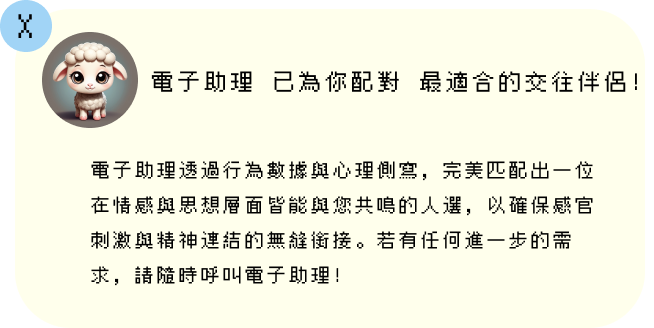 X
電子助理 已為你配對 最適合的交往伴侶!
電子助理透過行為數據與心理側寫，完美匹配出一位
在情感與思想層面皆能與您共鳴的人選，以確保感官
刺激與精神連結的無縫銜接。若有任何進一步的需
求，請隨時呼叫電子助理!